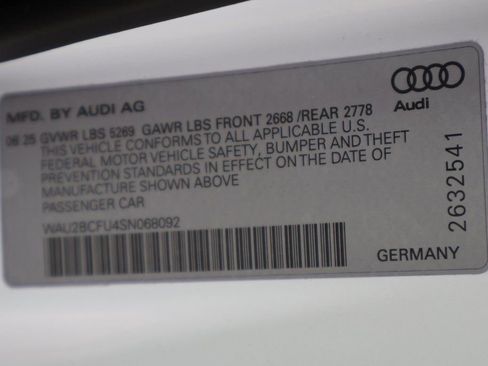 MFD. BY AUDI AG
06 25 GVWR LBS 5269 GAWR LBS FRONT 2668 /REAR 2778
THIS VEHICLE CONFORMS TO ALL APPLICABLE U.S.
FEDERAL MOTOR VEHICLE SAFETY, BUMPER AND THEFT
PREVENTION STANDARDS IN EFFECT ON THE DATE OF
MANUFACTURE SHOWN ABOVE
PASSENGER CAR
WAU28CFU4SN068092
Audi
2632541
GERMANY